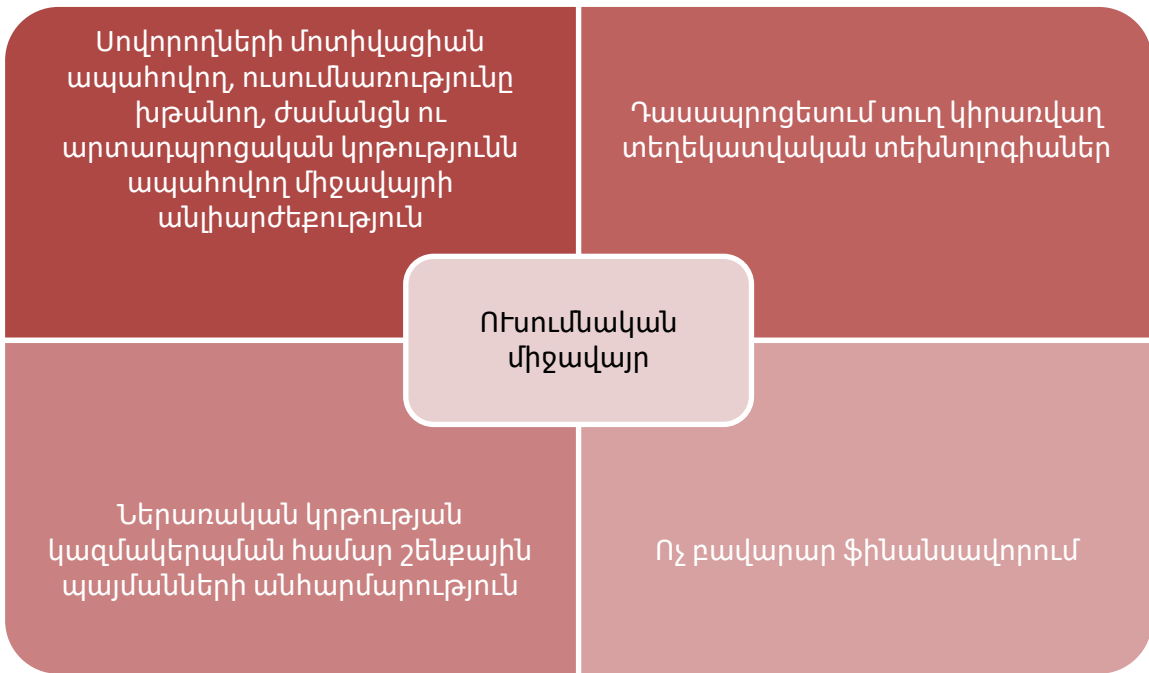 Սովորողների մոտիվացիան
ապահովող, ուսումնառությունը
խթանող, ժամանցն ու
արտադպրոցական կրթությունն
ապահովող միջավայրի
անլիարժեքություն
Դասապրոցեսում սուղ կիրառվաղ
տեղեկատվական տեխնոլոգիաներ
ՈՒսումնական
միջավայր
Ներառական կրթության
կազմակերպման համար շենքային
պայմանների անհարմարություն
Ոչ բավարար ֆինանսավորում